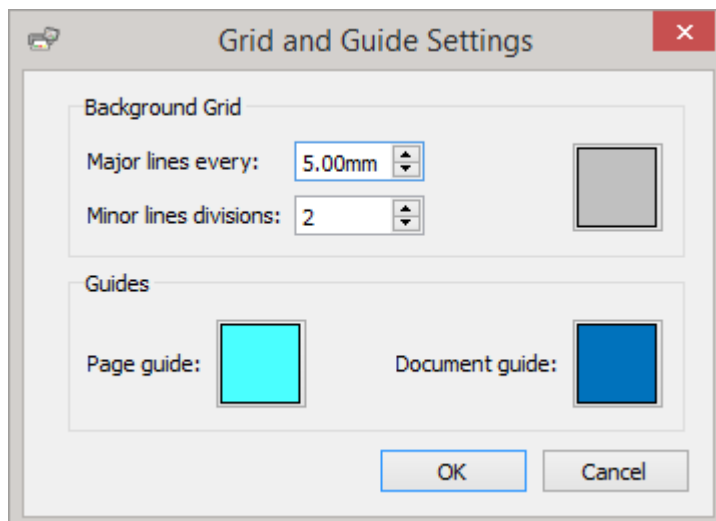 Grid and Guide Settings
Background Grid
Major lines every: 5.00mm
Minor lines divisions: 2
Guides
Page guide: Document guide:
OK Cancel